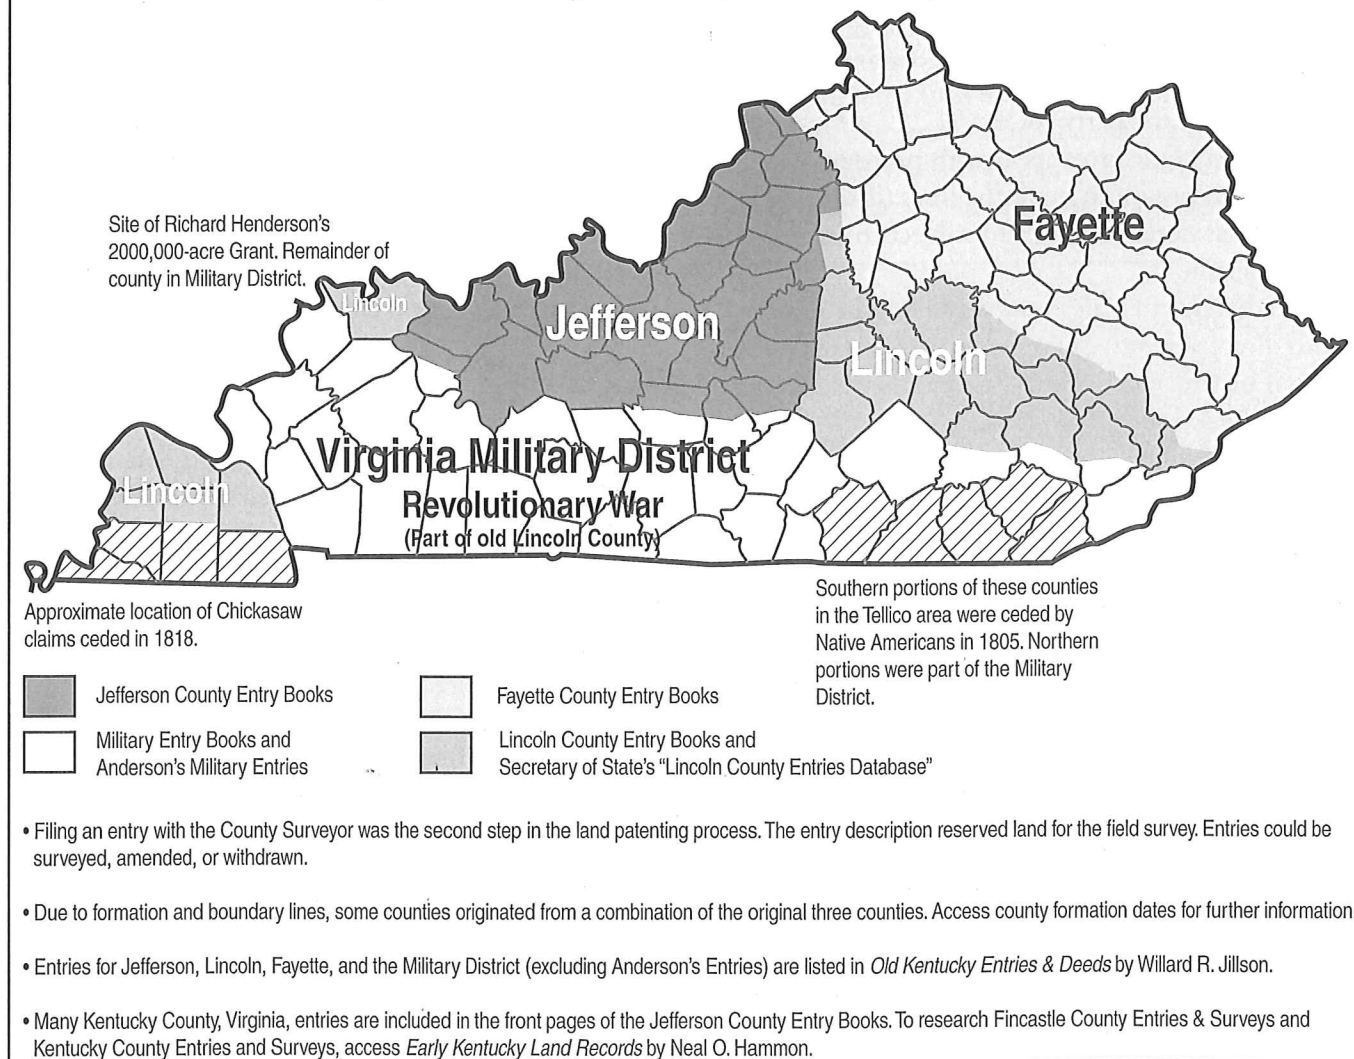 Site of Richard Henderson's
2000,000-acre Grant. Remainder of
county in Military District.
Fayette
Lincoln
Jefferson
Lincoln
Virginia Military District
Lincoln
Revolutionary War
(Part of old Lincoln County)
Approximate location of Chickasaw
claims ceded in 1818.
Southern portions of these counties
in the Tellico area were ceded by
Native Americans in 1805. Northern
portions were part of the Military
District.
Jefferson County Entry Books
Fayette County Entry Books
Military Entry Books and
Anderson's Military Entries
Lincoln County Entry Books and
Secretary of State's "Lincoln County Entries Database"
• Filing an entry with the County Surveyor was the second step in the land patenting process. The entry description reserved land for the field survey. Entries could be
surveyed, amended, or withdrawn.
• Due to formation and boundary lines, some counties originated from a combination of the original three counties. Access county formation dates for further information
• Entries for Jefferson, Lincoln, Fayette, and the Military District (excluding Anderson's Entries) are listed in Old Kentucky Entries & Deeds by Willard R. Jillson.
• Many Kentucky County, Virginia, entries are included in the front pages of the Jefferson County Entry Books. To research Fincastle County Entries & Surveys and
Kentucky County Entries and Surveys, access Early Kentucky Land Records by Neal O. Hammon.